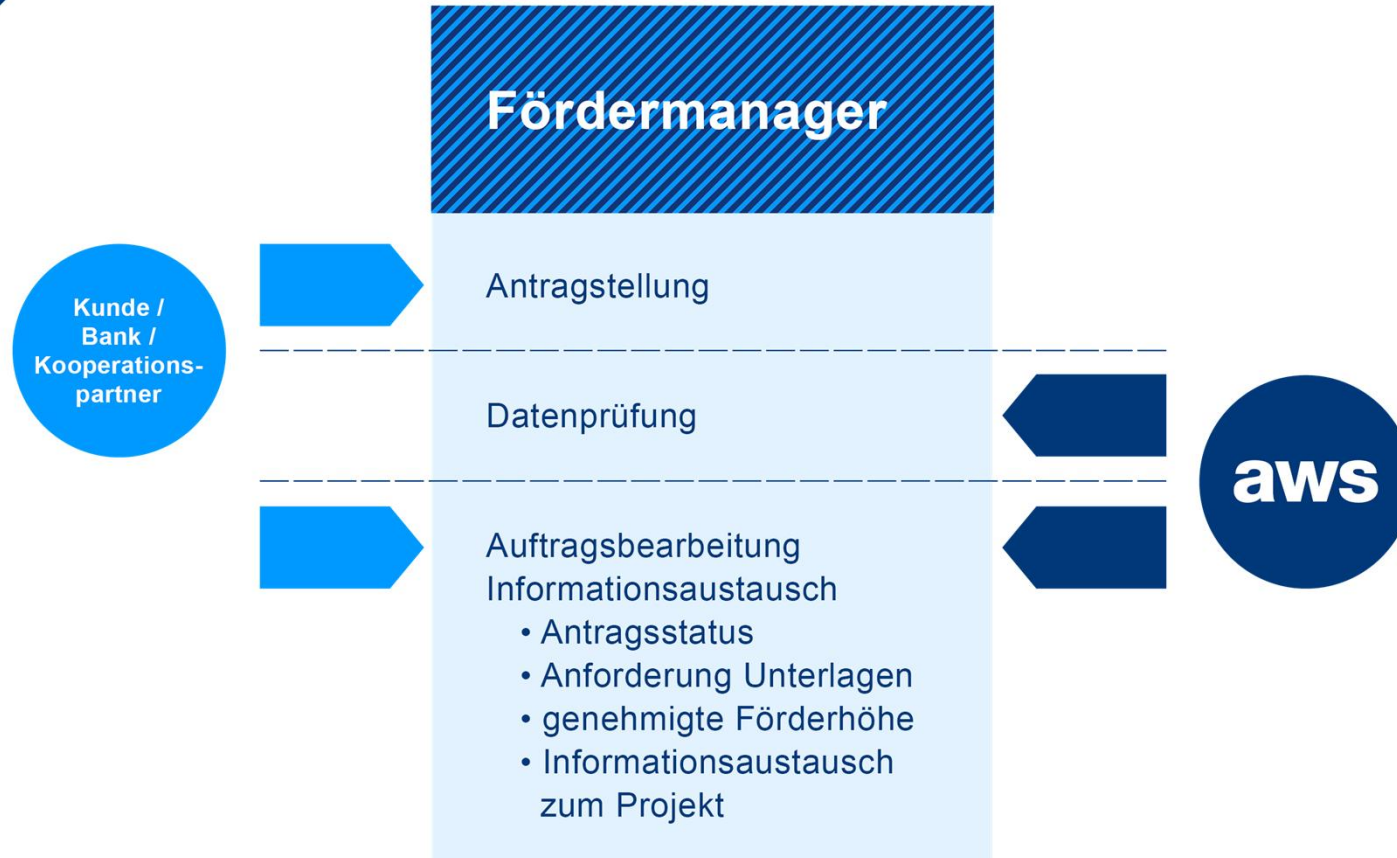 Fördermanager
Kunde /
Bank /
Kooperations-
partner
Antragstellung
Datenprüfung
aws
Auftragsbearbeitung
Informationsaustausch
• Antragsstatus
• Anforderung Unterlagen
• genehmigte Förderhöhe
• Informationsaustausch
zum Projekt